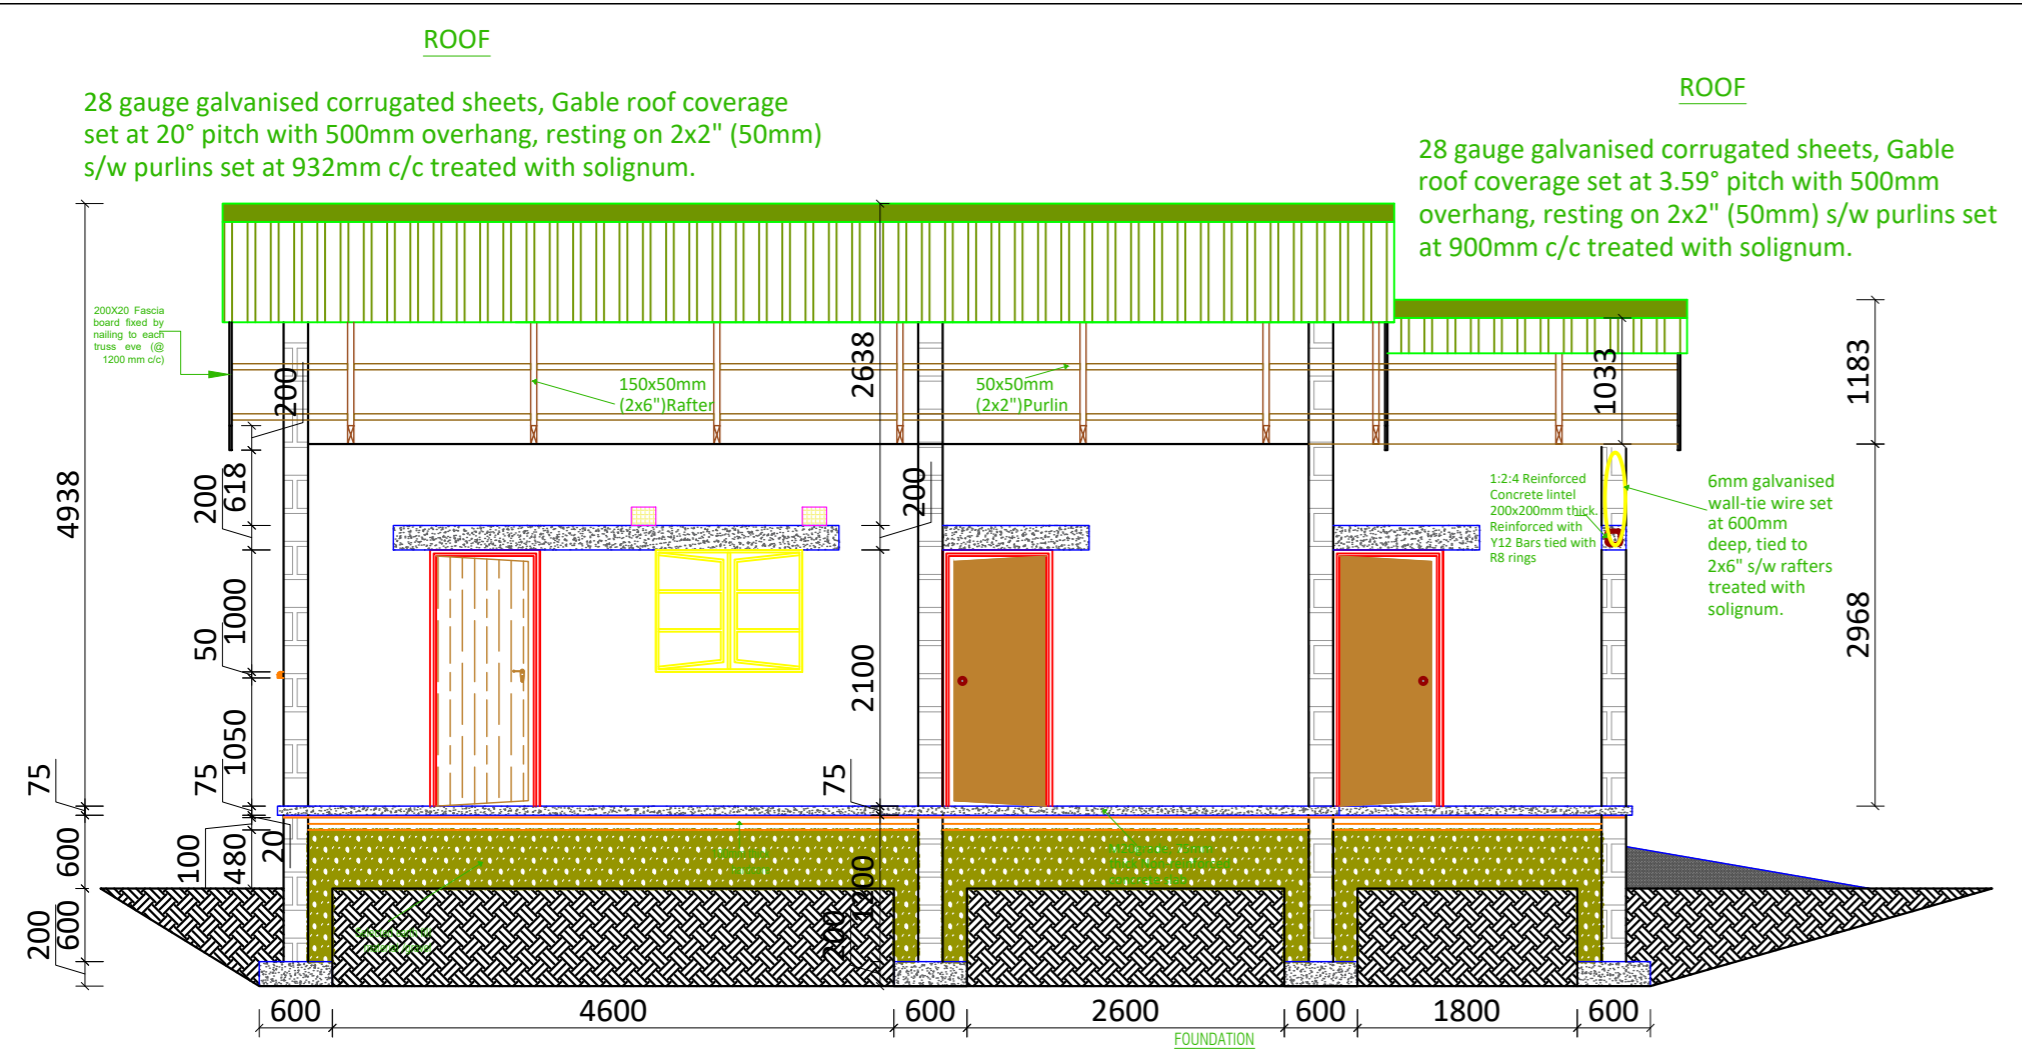 ROOF
28 gauge galvanised corrugated sheets, Gable roof coverage
set at 20° pitch with 500mm overhang, resting on 2x2" (50mm)
s/w purlins set at 932mm c/c treated with solignum.
ROOF
28 gauge galvanised corrugated sheets, Gable
roof coverage set at 3.59° pitch with 500mm
overhang, resting on 2x2" (50mm) s/w purlins set
at 900mm c/c treated with solignum.
200X20 Fascia
board fixed by
nailing to each
truss eve (@
1200 mm c/c)
150x50mm
(2x6")Rafter
50x50mm
(2x2")Purlin
1:2:4 Reinforced
Concrete lintel
200x200mm thick.
Reinforced with
Y12 Bars tied with
R8 rings
6mm galvanised
wall-tie wire set
at 600mm
deep, tied to
2x6" s/w rafters
treated with
solignum.
4938
75
600
600
200
200
200
618
1000
50
1050
75
100
480
20
2638
200
2100
75
1200
200
1033
1183
2968
600
4600
600
2600
600
1800
600
FOUNDATION